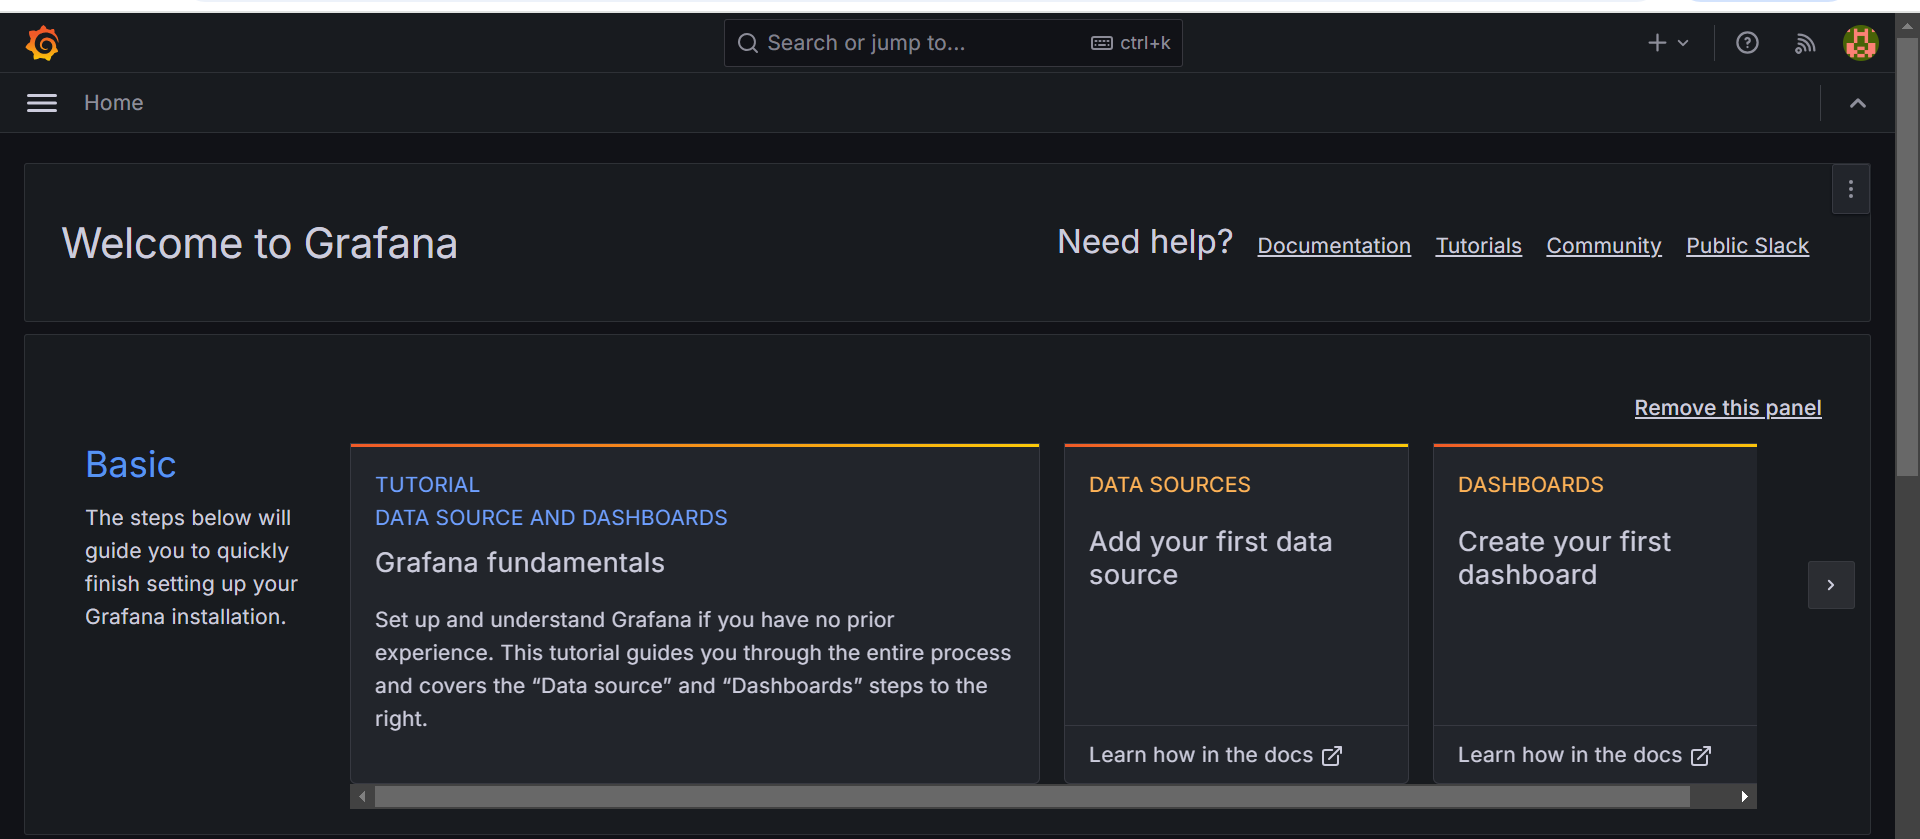 Search or jump to...
ctrl+k
Home
Welcome to Grafana
Need help?
Documentation
Tutorials
Community
Public Slack
Remove this panel
Basic
The steps below will
guide you to quickly
finish setting up your
Grafana installation.
TUTORIAL
DATA SOURCE AND DASHBOARDS
Grafana fundamentals
Set up and understand Grafana if you have no prior
experience. This tutorial guides you through the entire process
and covers the “Data source” and “Dashboards” steps to the
right.
DATA SOURCES
Add your first data
source
Learn how in the docs
DASHBOARDS
Create your first
dashboard
Learn how in the docs